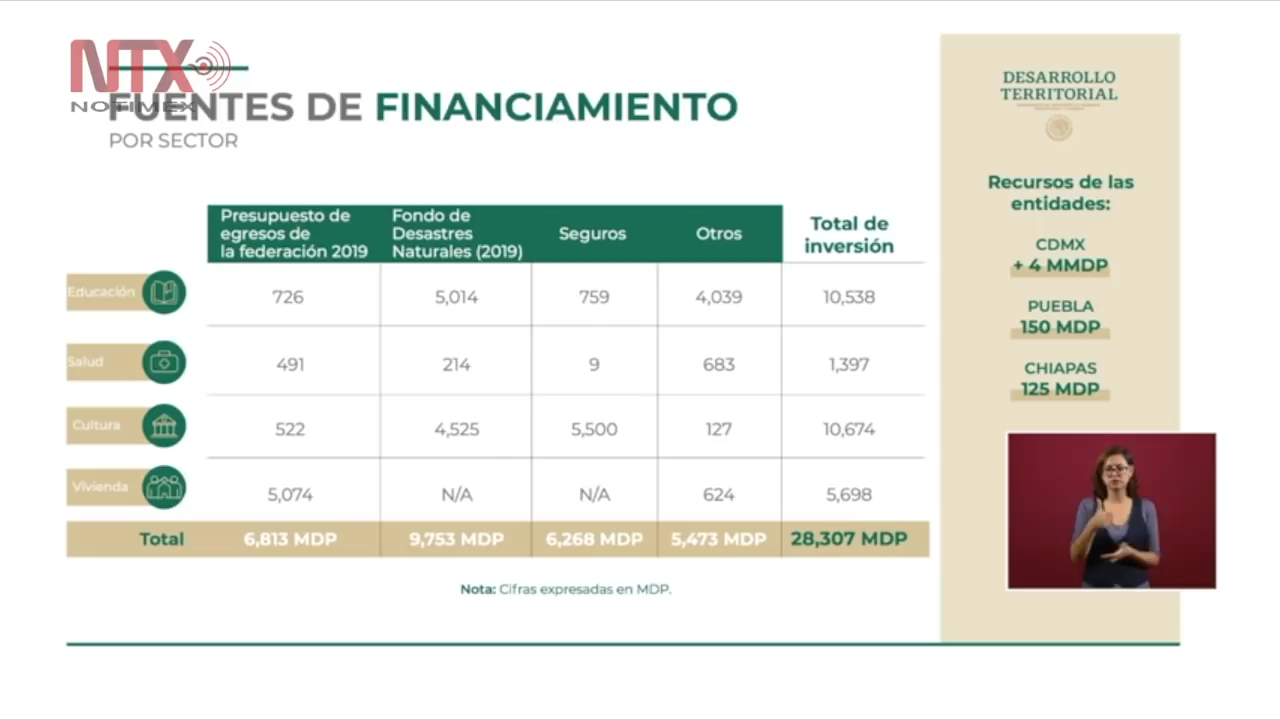 NTX
NOTIMEX
FUENTES DE FINANCIAMIENTO
POR SECTOR
Presupuesto de
egresos de
la federación 2019
Fondo de
Desastres
Naturales (2019)
Seguros
Otros
Total de
inversión
Educación 726 5,014 759 4,039 10,538
Salud 491 214 9 683 1,397
Cultura 522 4,525 5,500 127 10,674
Vivienda 5,074 N/A N/A 624 5,698
Total 6,813 MDP 9,753 MDP 6,268 MDP 5,473 MDP 28,307 MDP
Nota: Cifras expresadas en MDP.
DESARROLLO
TERRITORIAL
Recursos de las
entidades:
CDMX
+ 4 MMDP
PUEBLA
150 MDP
CHIAPAS
125 MDP